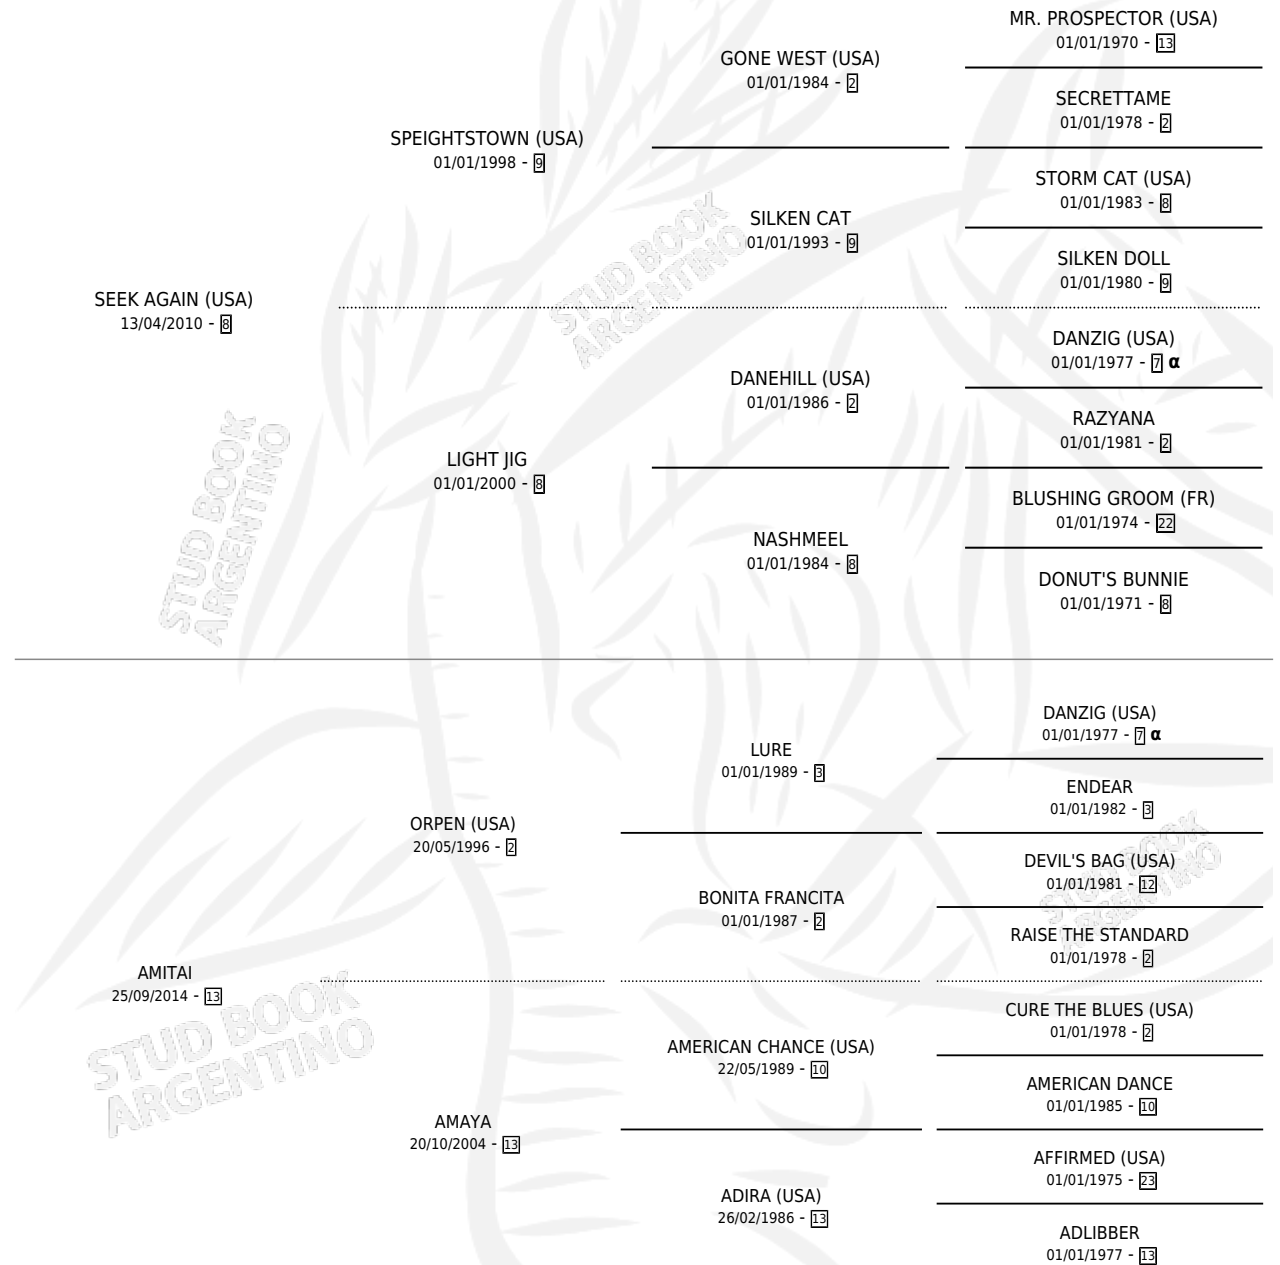 MR. PROSPECTOR (USA)
01/01/1970 - 13
GONE WEST (USA)
01/01/1984 - 2
SECRETTAME
01/01/1978 - 2
SPEIGHTSTOWN (USA)
01/01/1998 - 9
STORM CAT (USA)
01/01/1983 - 8
SILKEN CAT
01/01/1993 - 9
SILKEN DOLL
01/01/1980 - 9
SEEK AGAIN (USA)
13/04/2010 - 8
DANZIG (USA)
01/01/1977 - 7 α
DANEHILL (USA)
01/01/1986 - 2
RAZYANA
01/01/1981 - 2
LIGHT JIG
01/01/2000 - 8
BLUSHING GROOM (FR)
01/01/1974 - 22
NASHMEEL
01/01/1984 - 8
DONUT'S BUNNIE
01/01/1971 - 8
DANZIG (USA)
01/01/1977 - 7 α
LURE
01/01/1989 - 3
ENDEAR
01/01/1982 - 3
ORPEN (USA)
20/05/1996 - 2
DEVIL'S BAG (USA)
01/01/1981 - 12
BONITA FRANCITA
01/01/1987 - 2
RAISE THE STANDARD
01/01/1978 - 2
AMITAI
25/09/2014 - 13
CURE THE BLUES (USA)
01/01/1978 - 2
AMERICAN CHANCE (USA)
22/05/1989 - 10
AMERICAN DANCE
01/01/1985 - 10
AMAYA
20/10/2004 - 13
AFFIRMED (USA)
01/01/1975 - 23
ADIRA (USA)
26/02/1986 - 13
ADLIBBER
01/01/1977 - 13
STUD BOOK
ARGENTINO
STUD BOOK
ARGENTINO
STUD BOOK
ARGENTINO
STUD BOOK
ARGENTINO